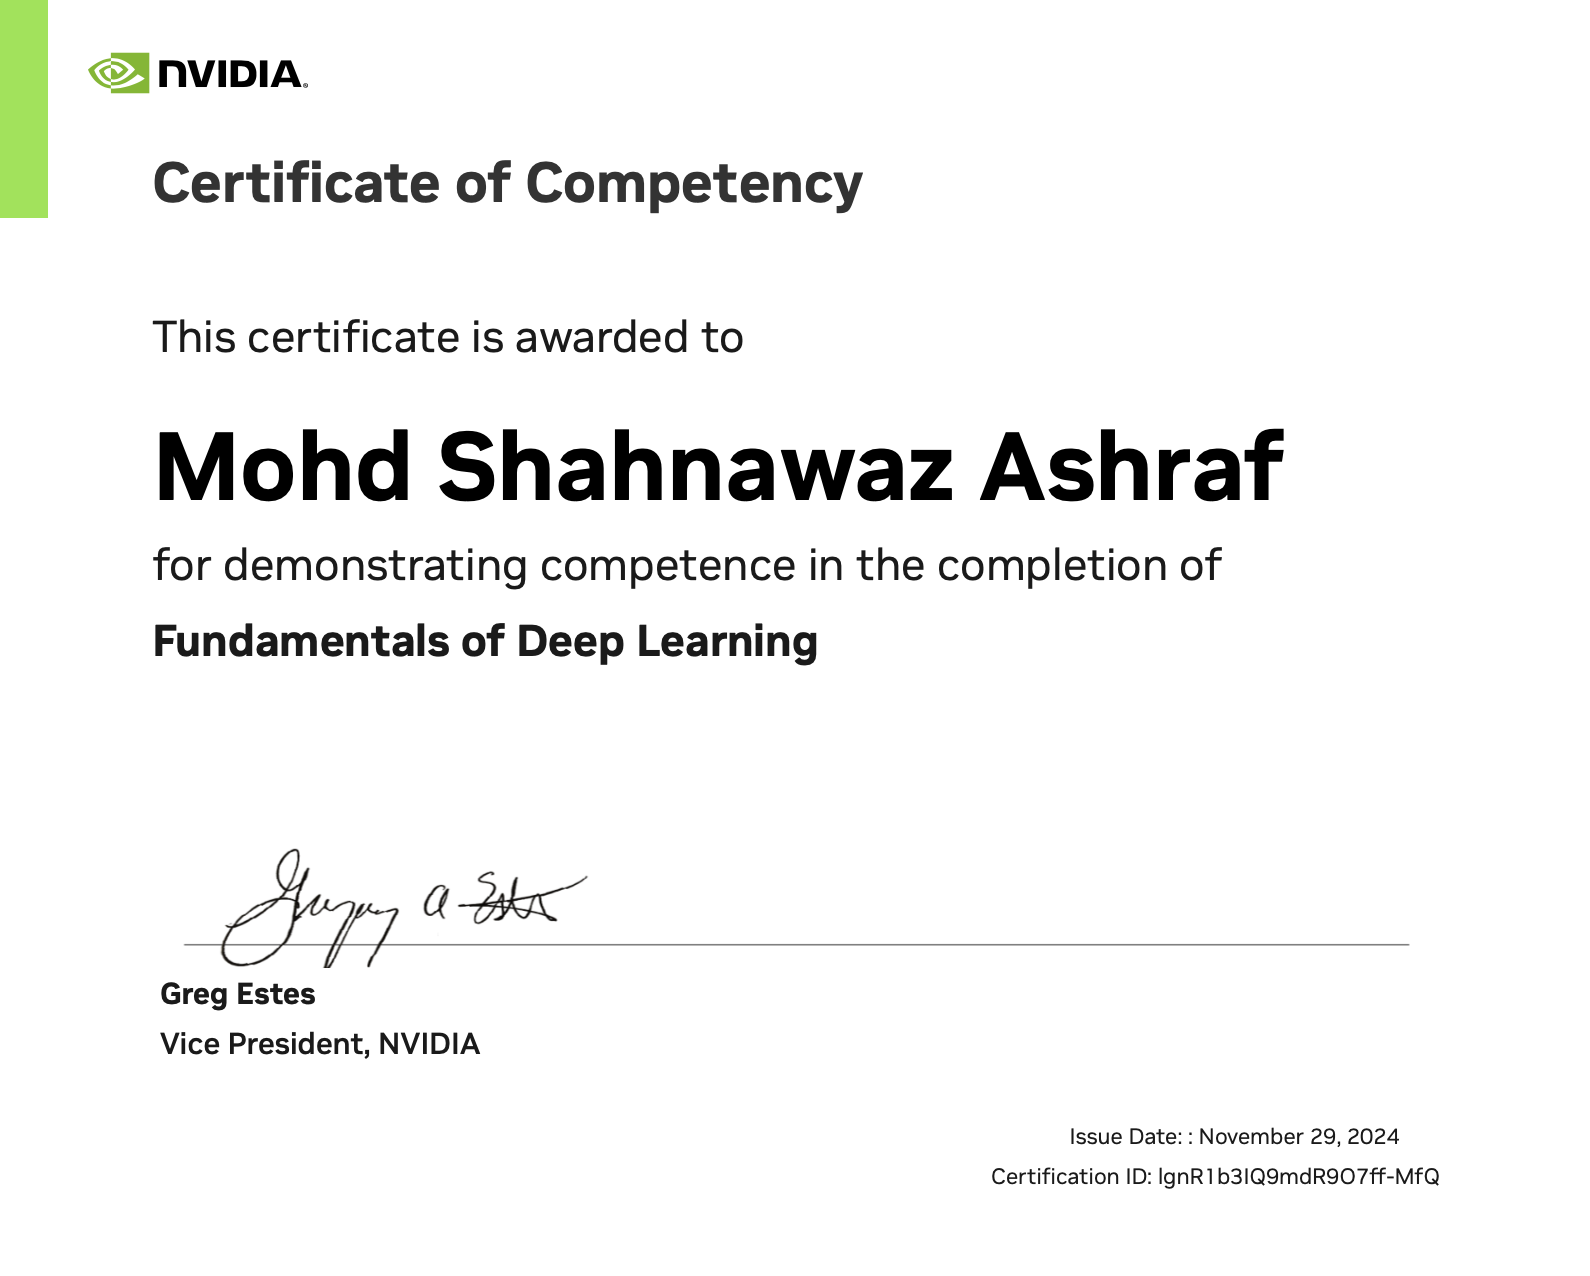 NVIDIA.
Certificate of Competency
This certificate is awarded to
Mohd Shahnawaz Ashraf
for demonstrating competence in the completion of
Fundamentals of Deep Learning
Gregory A Estes
Greg Estes
Vice President, NVIDIA
Issue Date: : November 29, 2024
Certification ID: lgnR1b3IQ9mdR9O7ff-MfQ